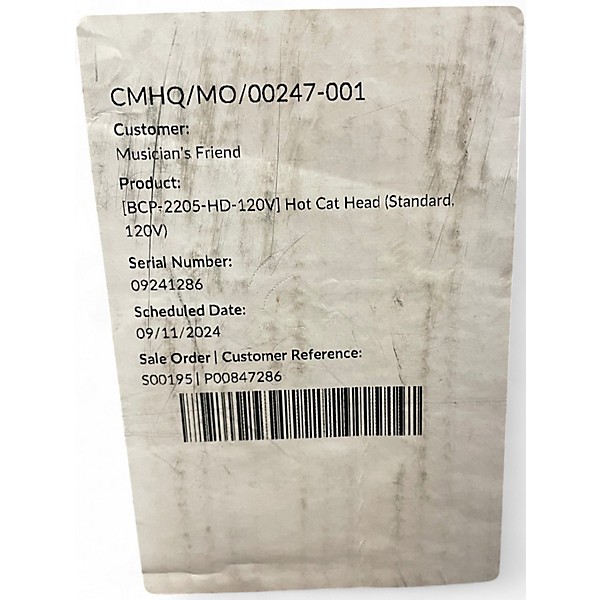 CMHQ/MO/00247-001
Customer:
Musician's Friend
Product:
[BCP-2205-HD-120V] Hot Cat Head (Standard,
120V)
Serial Number:
09241286
Scheduled Date:
09/11/2024
Sale Order | Customer Reference:
S00195 | P00847286